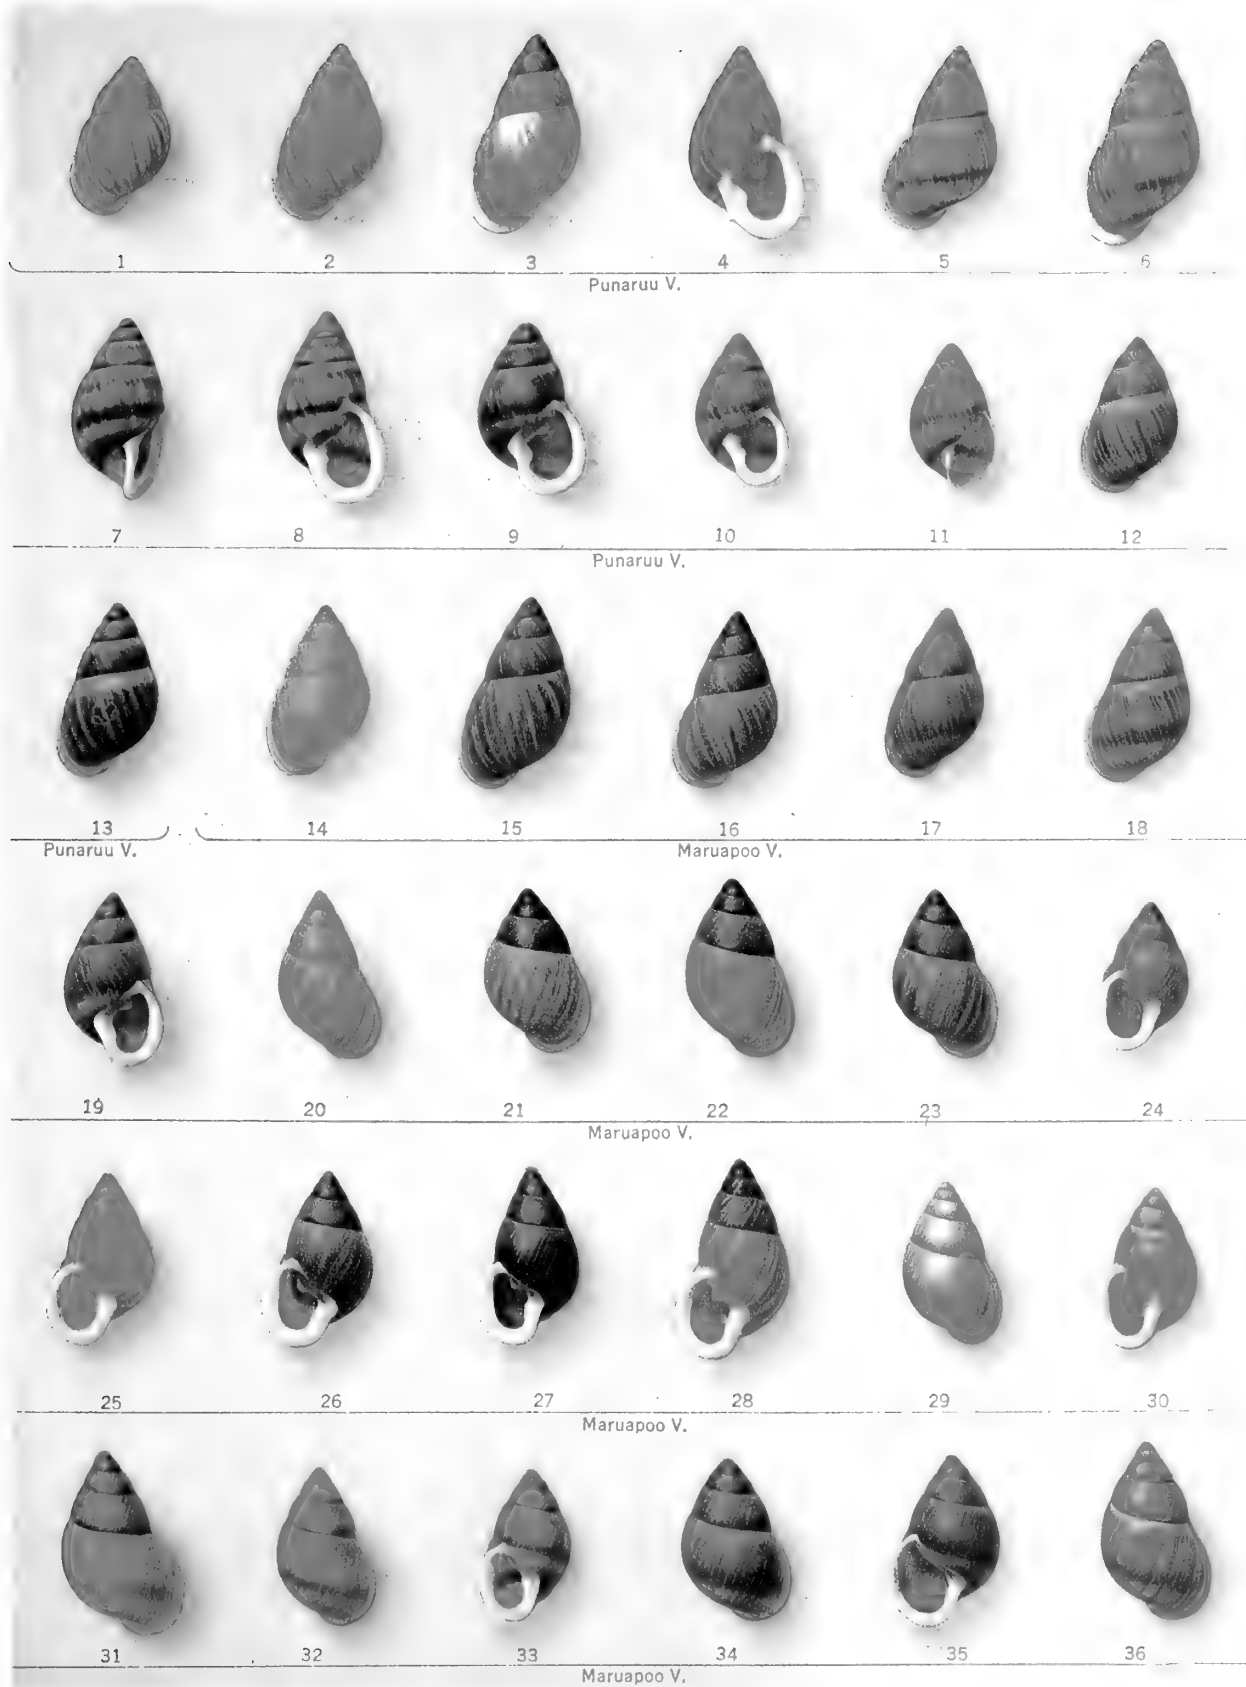 1 2 3 4 5 6
Punaruu V.
7 8 9 10 11 12
Punaruu V.
13 14 15 16 17 18
Punaruu V. Maruapoo V.
19 20 21 22 23 24
Maruapoo V.
25 26 27 28 29 30
Maruapoo V.
31 32 33 34 35 36
Maruapoo V.